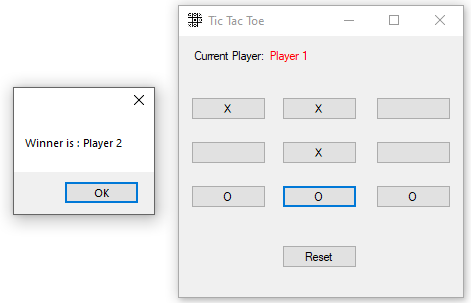 Tic Tac Toe
Current Player: Player 1
X X
X
O O O
Reset
Winner is : Player 2
OK